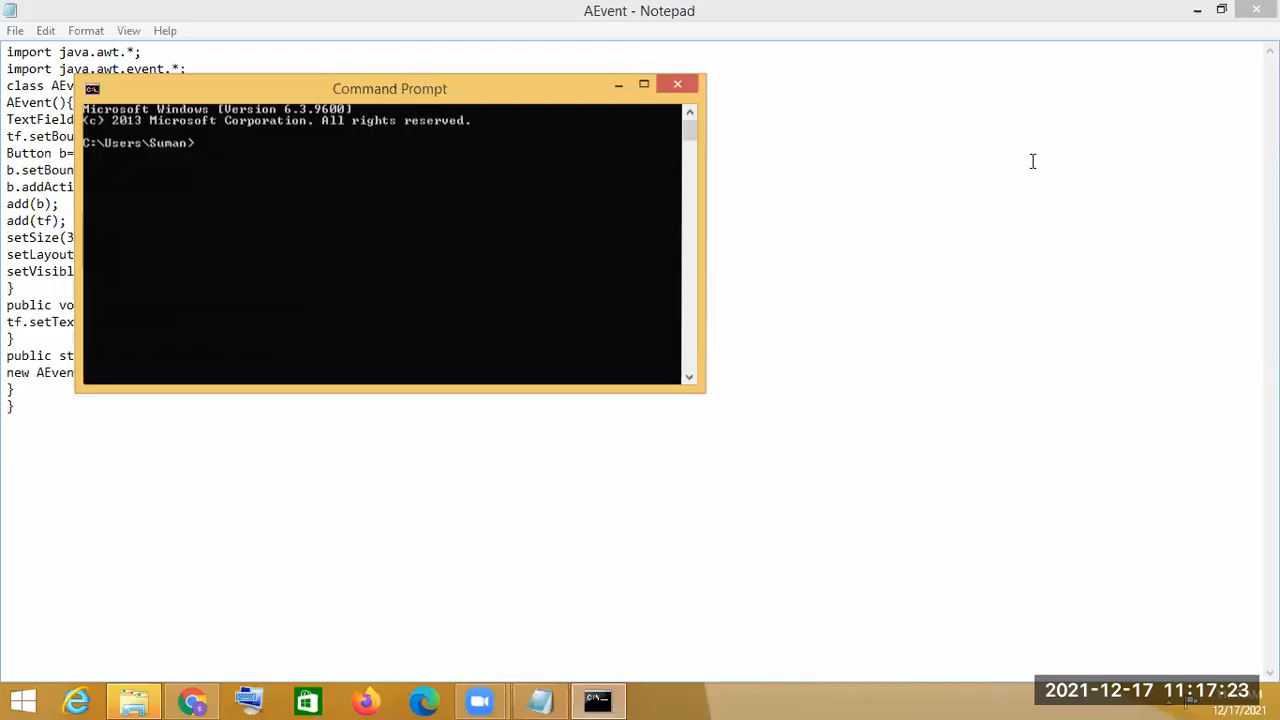 AEvent - Notepad
File Edit Format View Help
import java.awt.*;
import java.awt.event.*;
class AEv
AEvent(){
TextField
tf.setBou
Button b=
b.setBoun
b.addActi
add(b);
add(tf);
setSize(3
setLayout
setVisibl
}
public vo
tf.setTex
}
public st
new AEven
}
}
Command Prompt
Microsoft Windows [Version 6.3.9600]
(c) 2013 Microsoft Corporation. All rights reserved.
C:\Users\Suman>
2021-12-17 11:17:23
12/17/2021